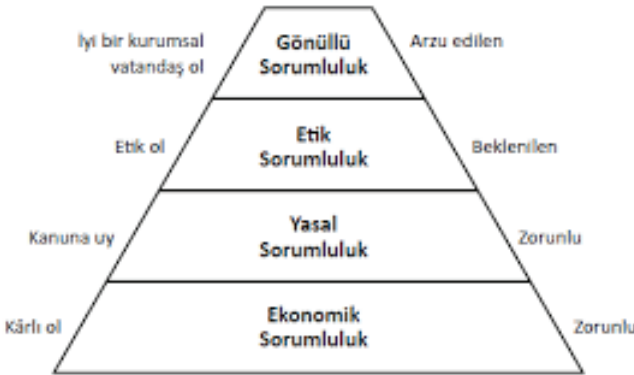 İyi bir kurumsal
vatandaş ol
Gönüllü
Sorumluluk
Arzu edilen
Etik ol
Etik
Sorumluluk
Beklenilen
Kanuna uy
Yasal
Sorumluluk
Zorunlu
Kârlı ol
Ekonomik
Sorumluluk
Zorunlu